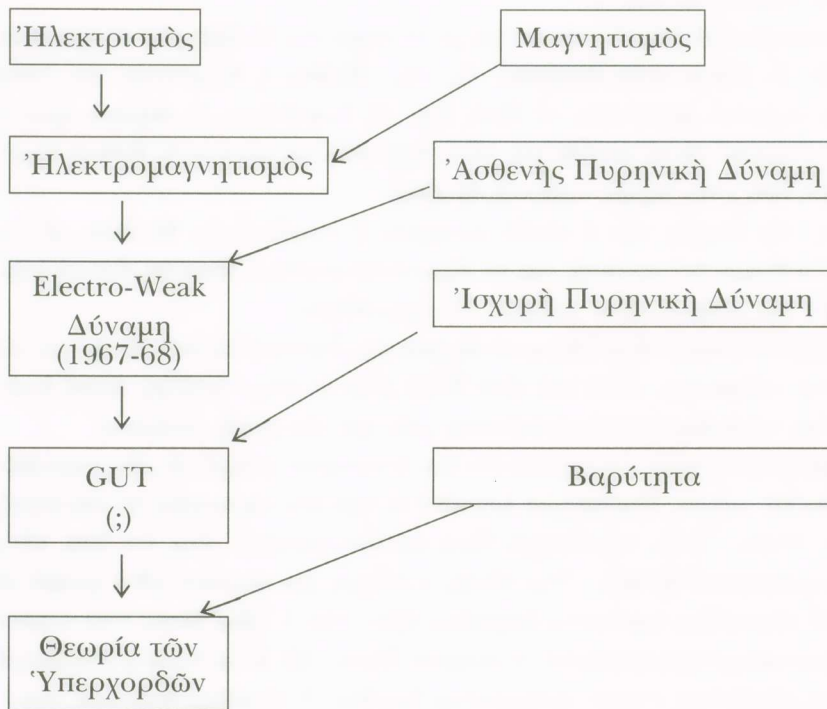 Ἠλεκτρισμὸς
Μαγνητισμὸς
Ἠλεκτρομαγνητισμὸς
Ἀσθενὴς Πυρηνικὴ Δύναμη
Electro-Weak
Δύναμη
(1967-68)
Ἰσχυρὴ Πυρηνικὴ Δύναμη
GUT
(;)
Βαρύτητα
Θεωρία τῶν
Ὑπερχορδῶν